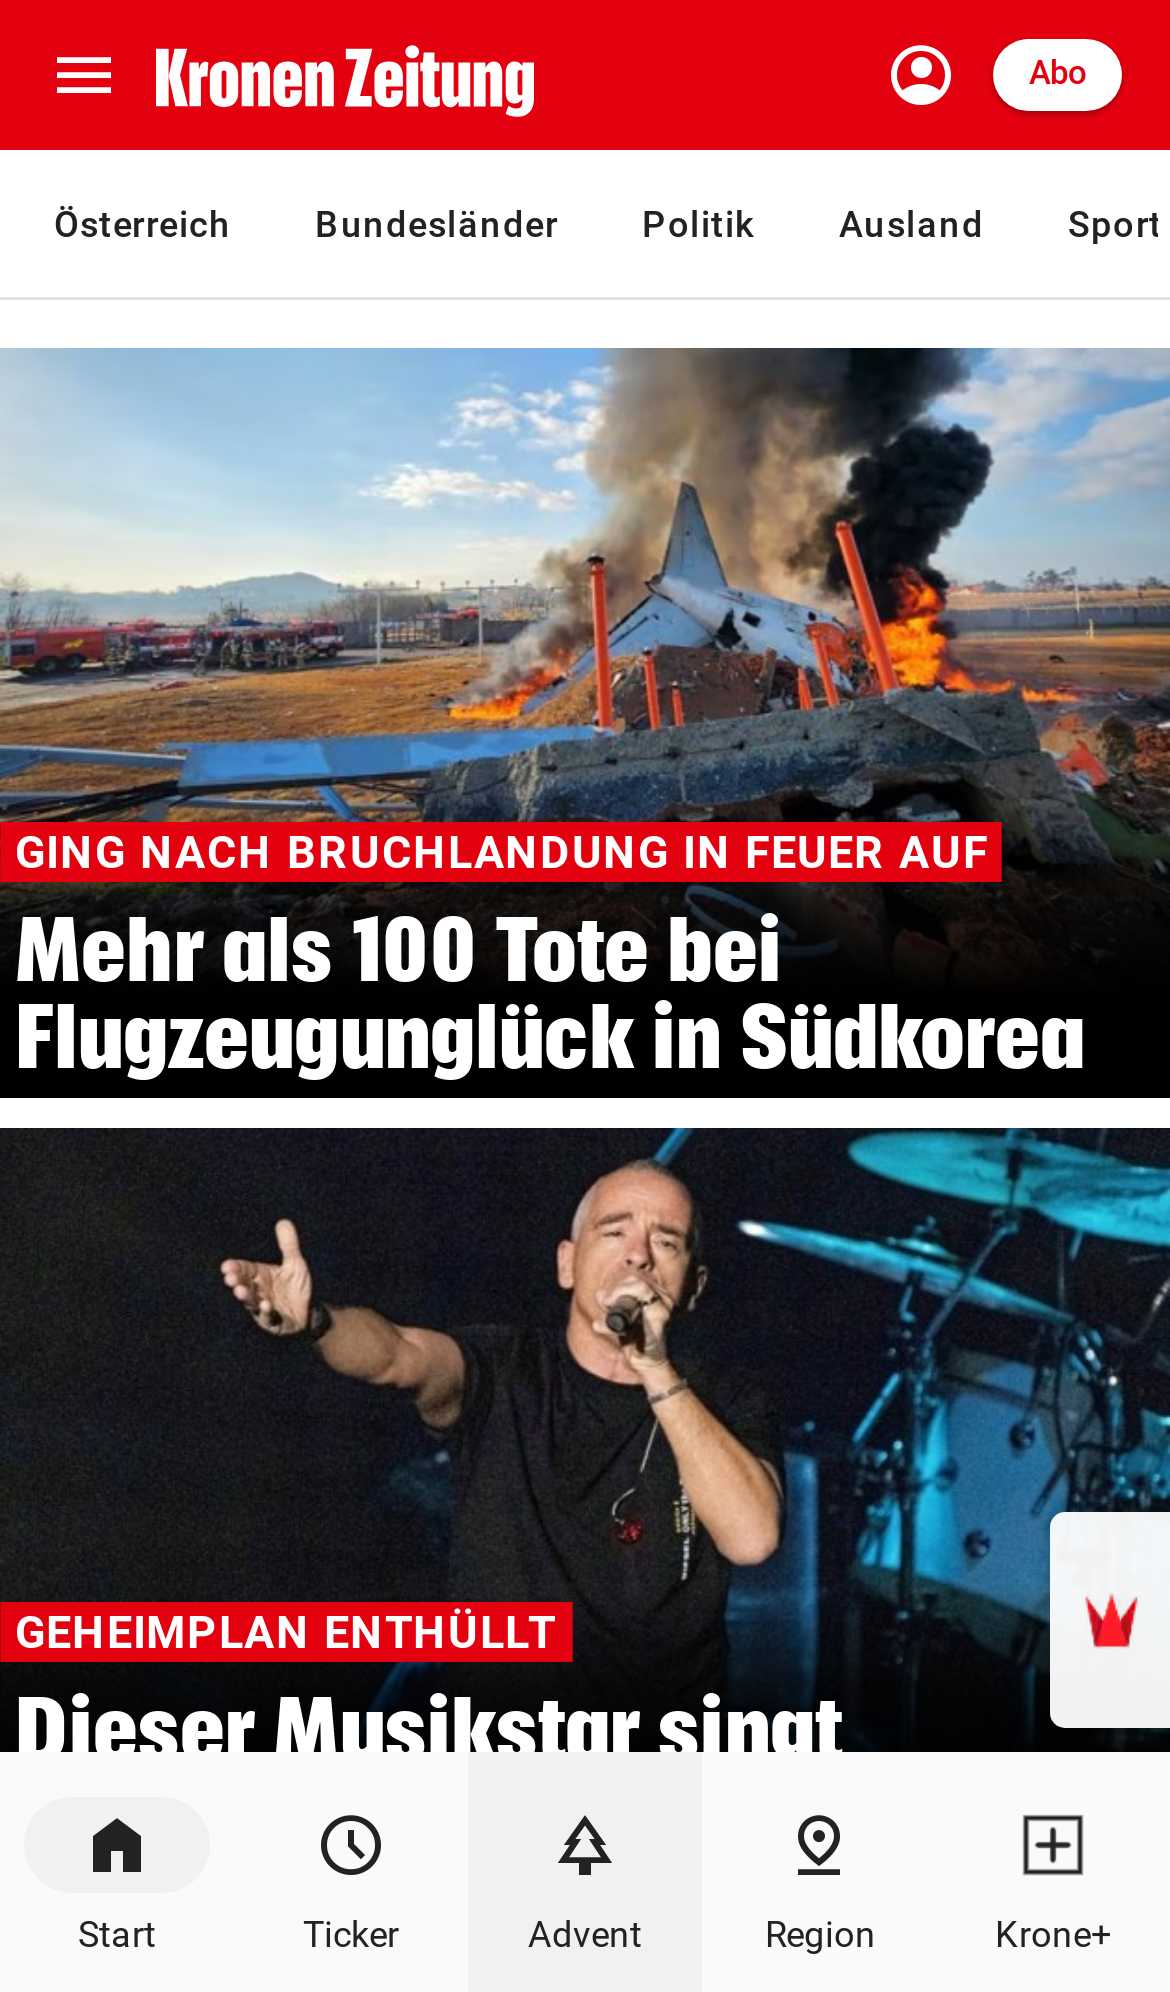 Kronen Zeitung
Abo
Österreich Bundesländer Politik Ausland Sport
GING NACH BRUCHLANDUNG IN FEUER AUF
Mehr als 100 Tote bei
Flugzeugunglück in Südkorea
GEHEIMPLAN ENTHÜLLT
Dieser Musikstar singt
Start Ticker Advent Region Krone+